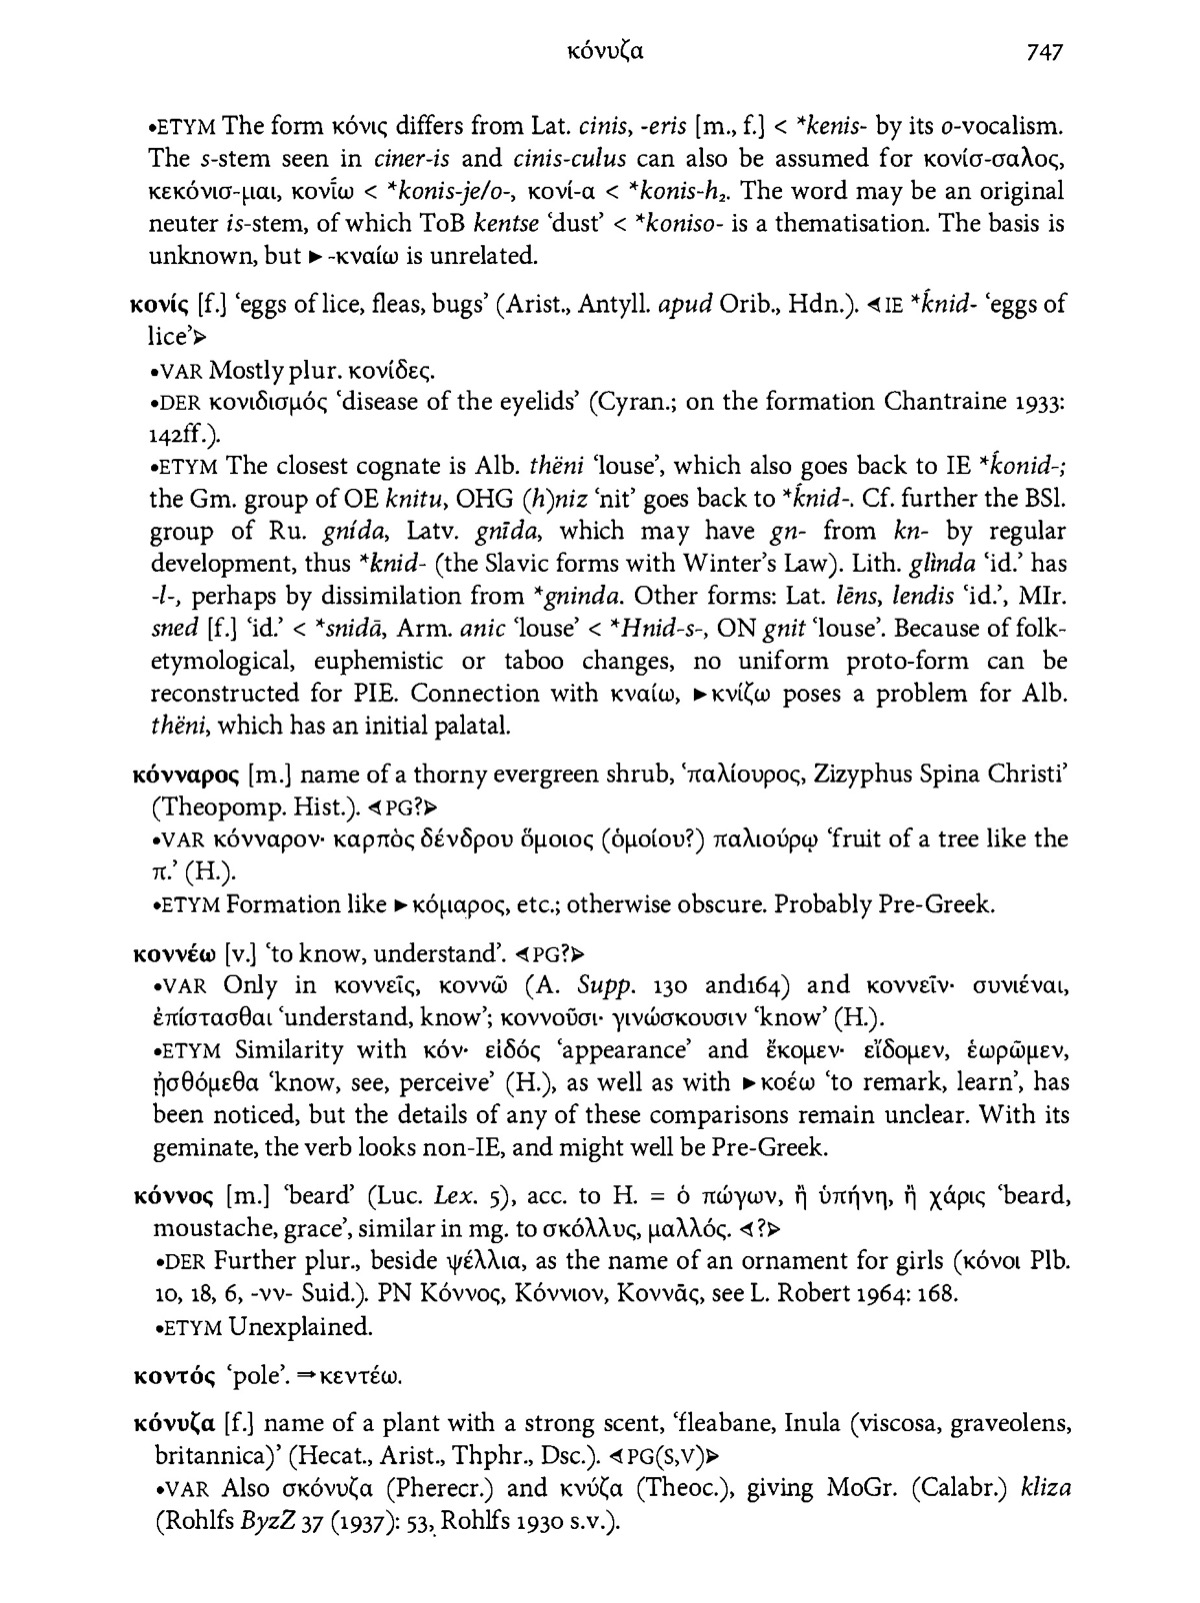 κόνυζα 747
•ETYM The form κόνις differs from Lat. cinis, -eris [m., f.] < *kenis- by its o-vocalism.
The s-stem seen in ciner-is and cinis-culus can also be assumed for κονίσ-σαλος,
κεκόνισ-μαι, κονί̄ω < *konis-je/o-, κονί-α < *konis-h₂. The word may be an original
neuter is-stem, of which ToB kentse ‘dust’ < *koniso- is a thematisation. The basis is
unknown, but ►-κναίω is unrelated.
κονίς [f.] ‘eggs of lice, fleas, bugs’ (Arist., Antyll. apud Orib., Hdn.). ◄IE *ḱnid- ‘eggs of
lice’►
•VAR Mostly plur. κονίδες.
•DER κονιδισμός ‘disease of the eyelids’ (Cyran.; on the formation Chantraine 1933:
142ff.).
•ETYM The closest cognate is Alb. thëni ‘louse’, which also goes back to IE *ḱonid-;
the Gm. group of OE knitu, OHG (h)niz ‘nit’ goes back to *ḱnid-. Cf. further the BSl.
group of Ru. gnída, Latv. gnīda, which may have gn- from kn- by regular
development, thus *knid- (the Slavic forms with Winter’s Law). Lith. glìnda ‘id.’ has
-l-, perhaps by dissimilation from *gninda. Other forms: Lat. lēns, lendis ‘id.’, MIr.
sned [f.] ‘id.’ < *snidā, Arm. anic ‘louse’ < *Hnid-s-, ON gnit ‘louse’. Because of folk-
etymological, euphemistic or taboo changes, no uniform proto-form can be
reconstructed for PIE. Connection with κναίω, ►κνίζω poses a problem for Alb.
thëni, which has an initial palatal.
κόνναρος [m.] name of a thorny evergreen shrub, ‘παλίουρος, Zizyphus Spina Christi’
(Theopomp. Hist.). ◄PG?►
•VAR κόνναρον· καρπὸς δένδρου ὅμοιος (ὁμοίου?) παλιούρῳ ‘fruit of a tree like the
π.’ (H.).
•ETYM Formation like ►κόμαρος, etc.; otherwise obscure. Probably Pre-Greek.
κοννέω [v.] ‘to know, understand’. ◄PG?►
•VAR Only in κοννεῖς, κοννῶ (A. Supp. 130 and164) and κοννεῖν· συνιέναι,
ἐπίστασθαι ‘understand, know’; κοννοῦσι· γινώσκουσιν ‘know’ (H.).
•ETYM Similarity with κόν· εἰδός ‘appearance’ and ἔκομεν· εἴδομεν, ἑωρῶμεν,
ᾐσθόμεθα ‘know, see, perceive’ (H.), as well as with ►κοέω ‘to remark, learn’, has
been noticed, but the details of any of these comparisons remain unclear. With its
geminate, the verb looks non-IE, and might well be Pre-Greek.
κόννος [m.] ‘beard’ (Luc. Lex. 5), acc. to H. = ὁ πώγων, ἢ ὑπήνη, ἢ χάρις ‘beard,
moustache, grace’, similar in mg. to σκόλλυς, μαλλός. ◄?►
•DER Further plur., beside ψέλλια, as the name of an ornament for girls (κόνοι Plb.
10, 18, 6, -νν- Suid.). PN Κόννος, Κόννιον, Κοννᾶς, see L. Robert 1964: 168.
•ETYM Unexplained.
κοντός ‘pole’. ⇒κεντέω.
κόνυζα [f.] name of a plant with a strong scent, ‘fleabane, Inula (viscosa, graveolens,
britannica)’ (Hecat., Arist., Thphr., Dsc.). ◄PG(S,V)►
•VAR Also σκόνυζα (Pherecr.) and κνύζα (Theoc.), giving MoGr. (Calabr.) kliza
(Rohlfs ByzZ 37 (1937): 53, Rohlfs 1930 s.v.).